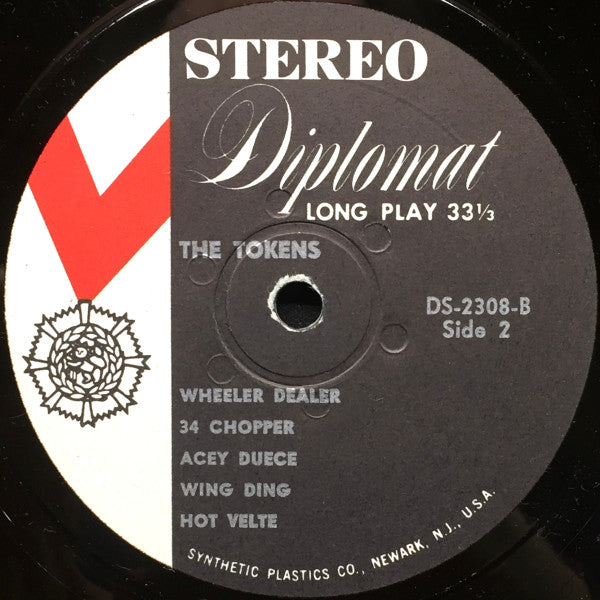 STEREO
Diplomat
LONG PLAY 33⅓
THE TOKENS
DS-2308-B
Side 2
WHEELER DEALER
34 CHOPPER
ACEY DUECE
WING DING
HOT VELTE
SYNTHETIC PLASTICS CO., NEWARK, N.J., U.S.A.